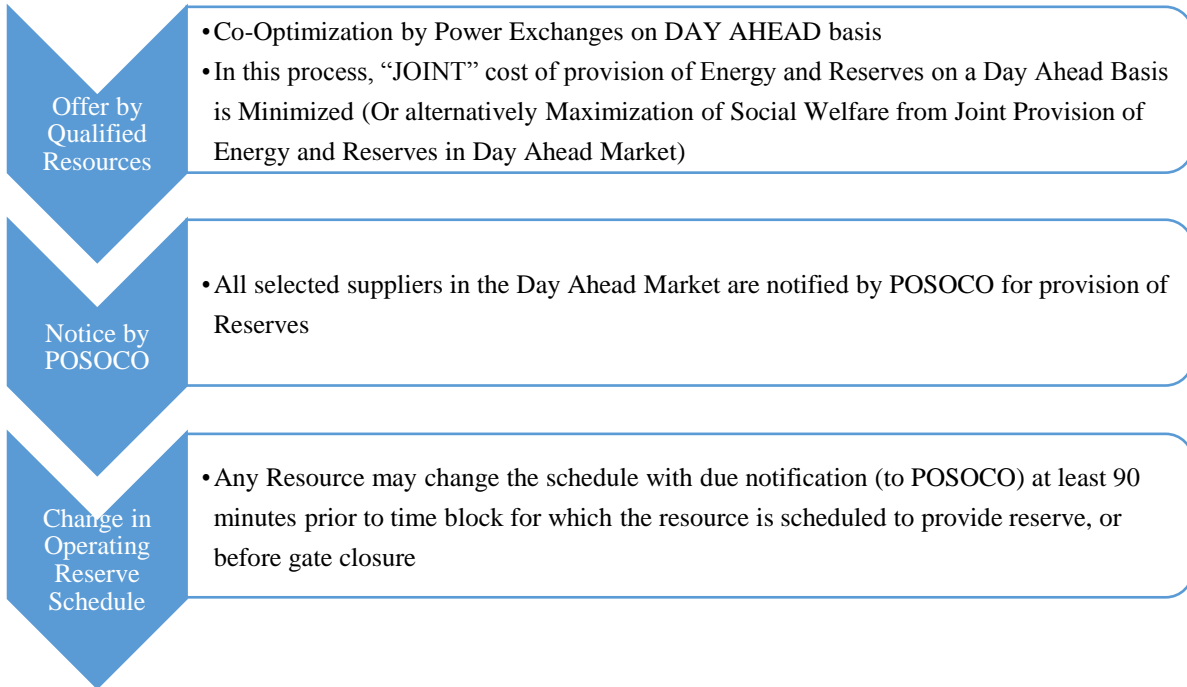 Offer by
Qualified
Resources
•Co-Optimization by Power Exchanges on DAY AHEAD basis
•In this process, “JOINT” cost of provision of Energy and Reserves on a Day Ahead Basis
is Minimized (Or alternatively Maximization of Social Welfare from Joint Provision of
Energy and Reserves in Day Ahead Market)
Notice by
POSOCO
•All selected suppliers in the Day Ahead Market are notified by POSOCO for provision of
Reserves
Change in
Operating
Reserve
Schedule
•Any Resource may change the schedule with due notification (to POSOCO) at least 90
minutes prior to time block for which the resource is scheduled to provide reserve, or
before gate closure